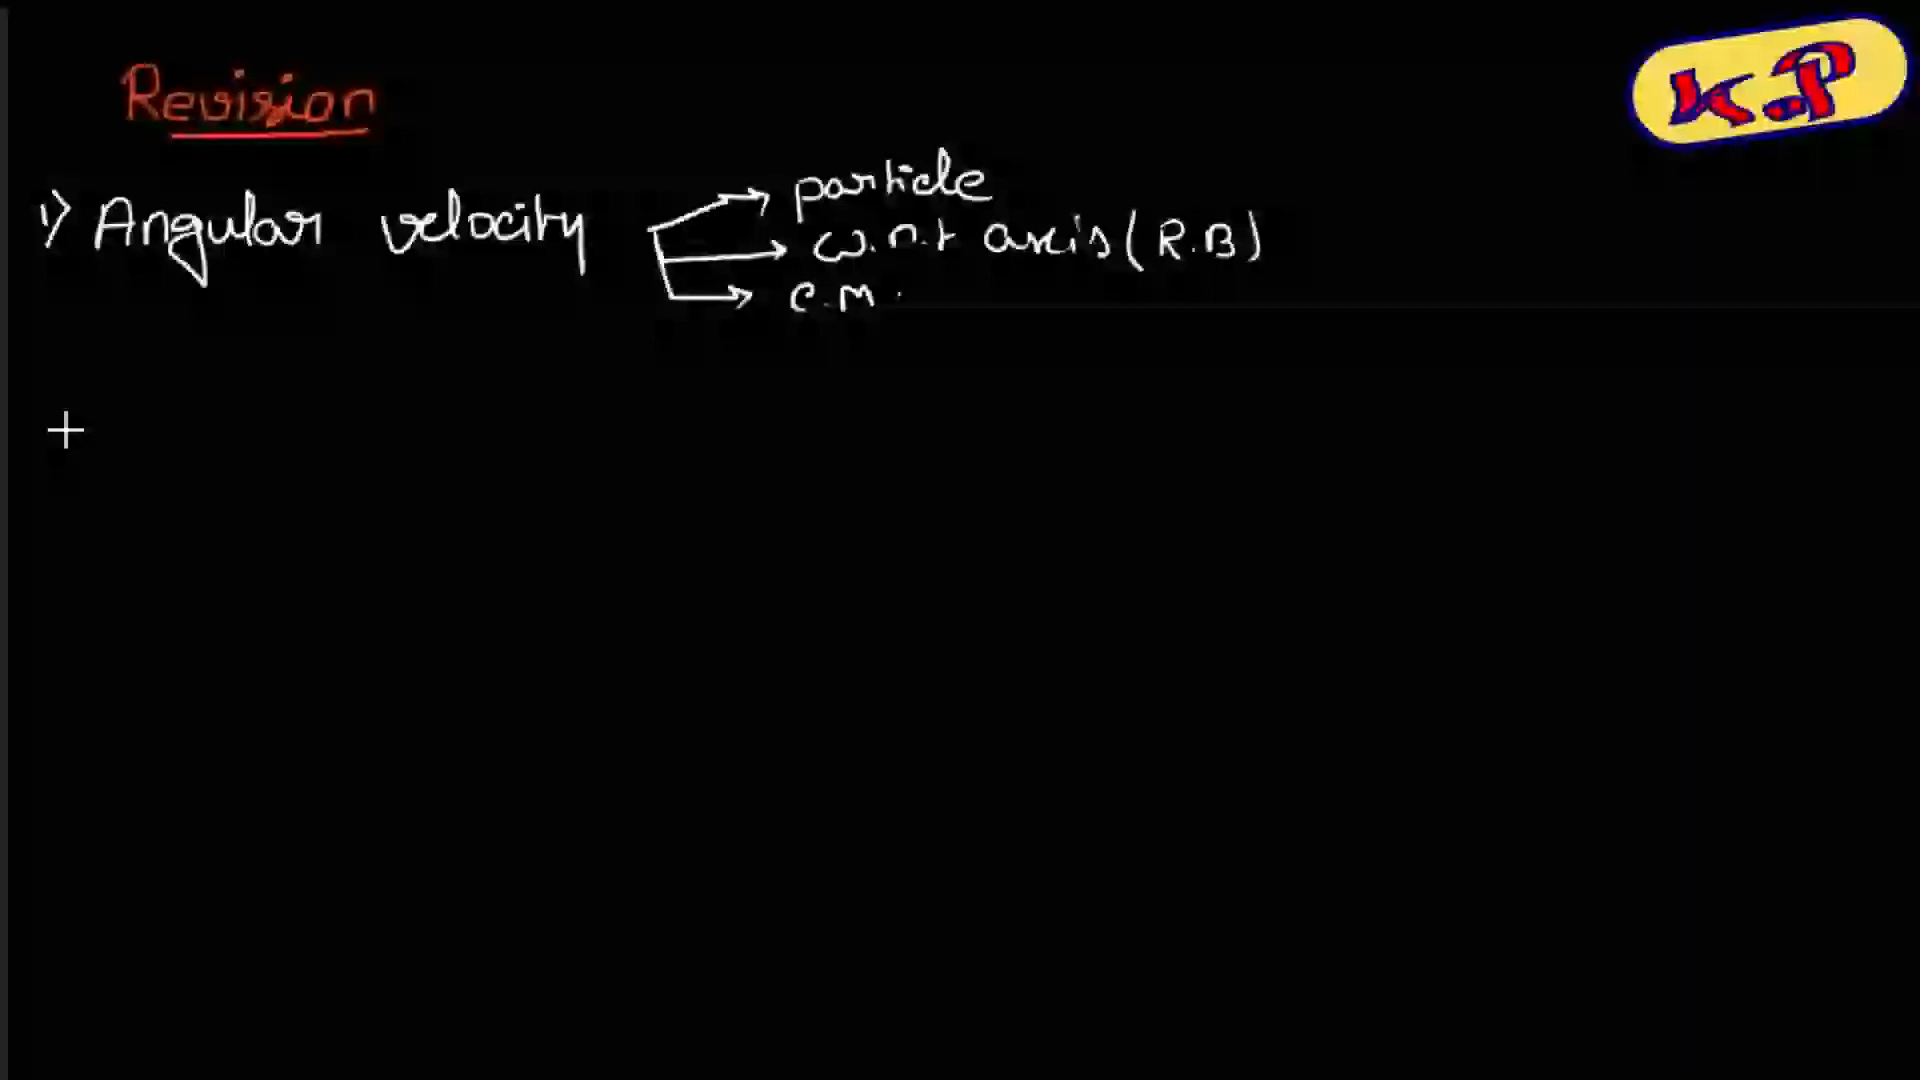 Revision
K.P
1) Angular velocity → particle
→ w.r.t axis (R.B)
→ C.M.